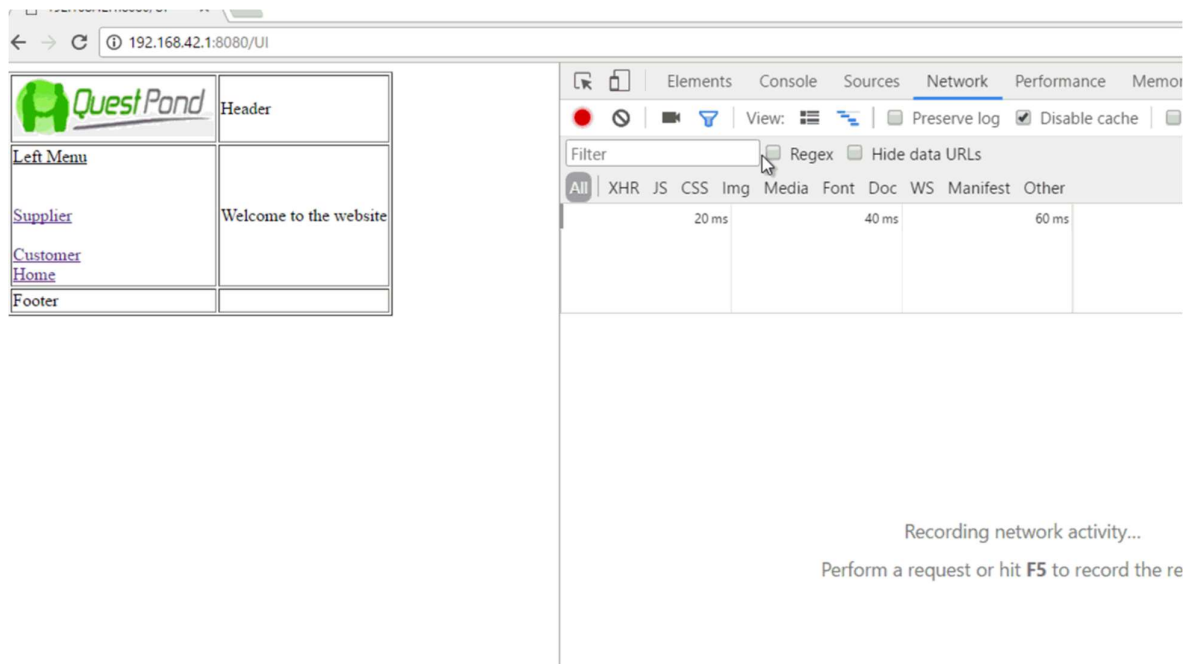 192.168.42.1:8080/UI
QuestPond
Header
Left Menu
Supplier
Welcome to the website
Customer
Home
Footer
Elements Console Sources Network Performance Memor
View: Preserve log Disable cache
Filter Regex Hide data URLs
All XHR JS CSS Img Media Font Doc WS Manifest Other
20 ms 40 ms 60 ms
Recording network activity...
Perform a request or hit F5 to record the re